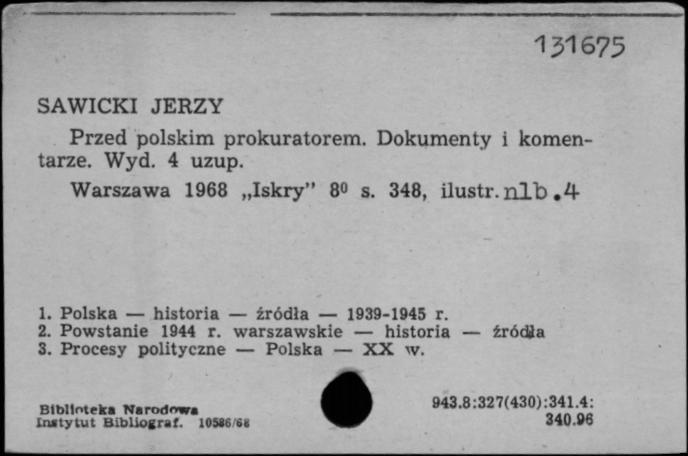 131675
SAWICKI JERZY
Przed polskim prokuratorem. Dokumenty i komen-
tarze. Wyd. 4 uzup.
Warszawa 1968 „Iskry” 8⁰ s. 348, ilustr. nlb.4
1. Polska — historia — źródła — 1939-1945 r.
2. Powstanie 1944 r. warszawskie — historia — źródła
3. Procesy polityczne — Polska — XX w.
943.8:327(430):341.4:
Biblioteka Narodowa
340.96
Instytut Bibliograf. 10586/68